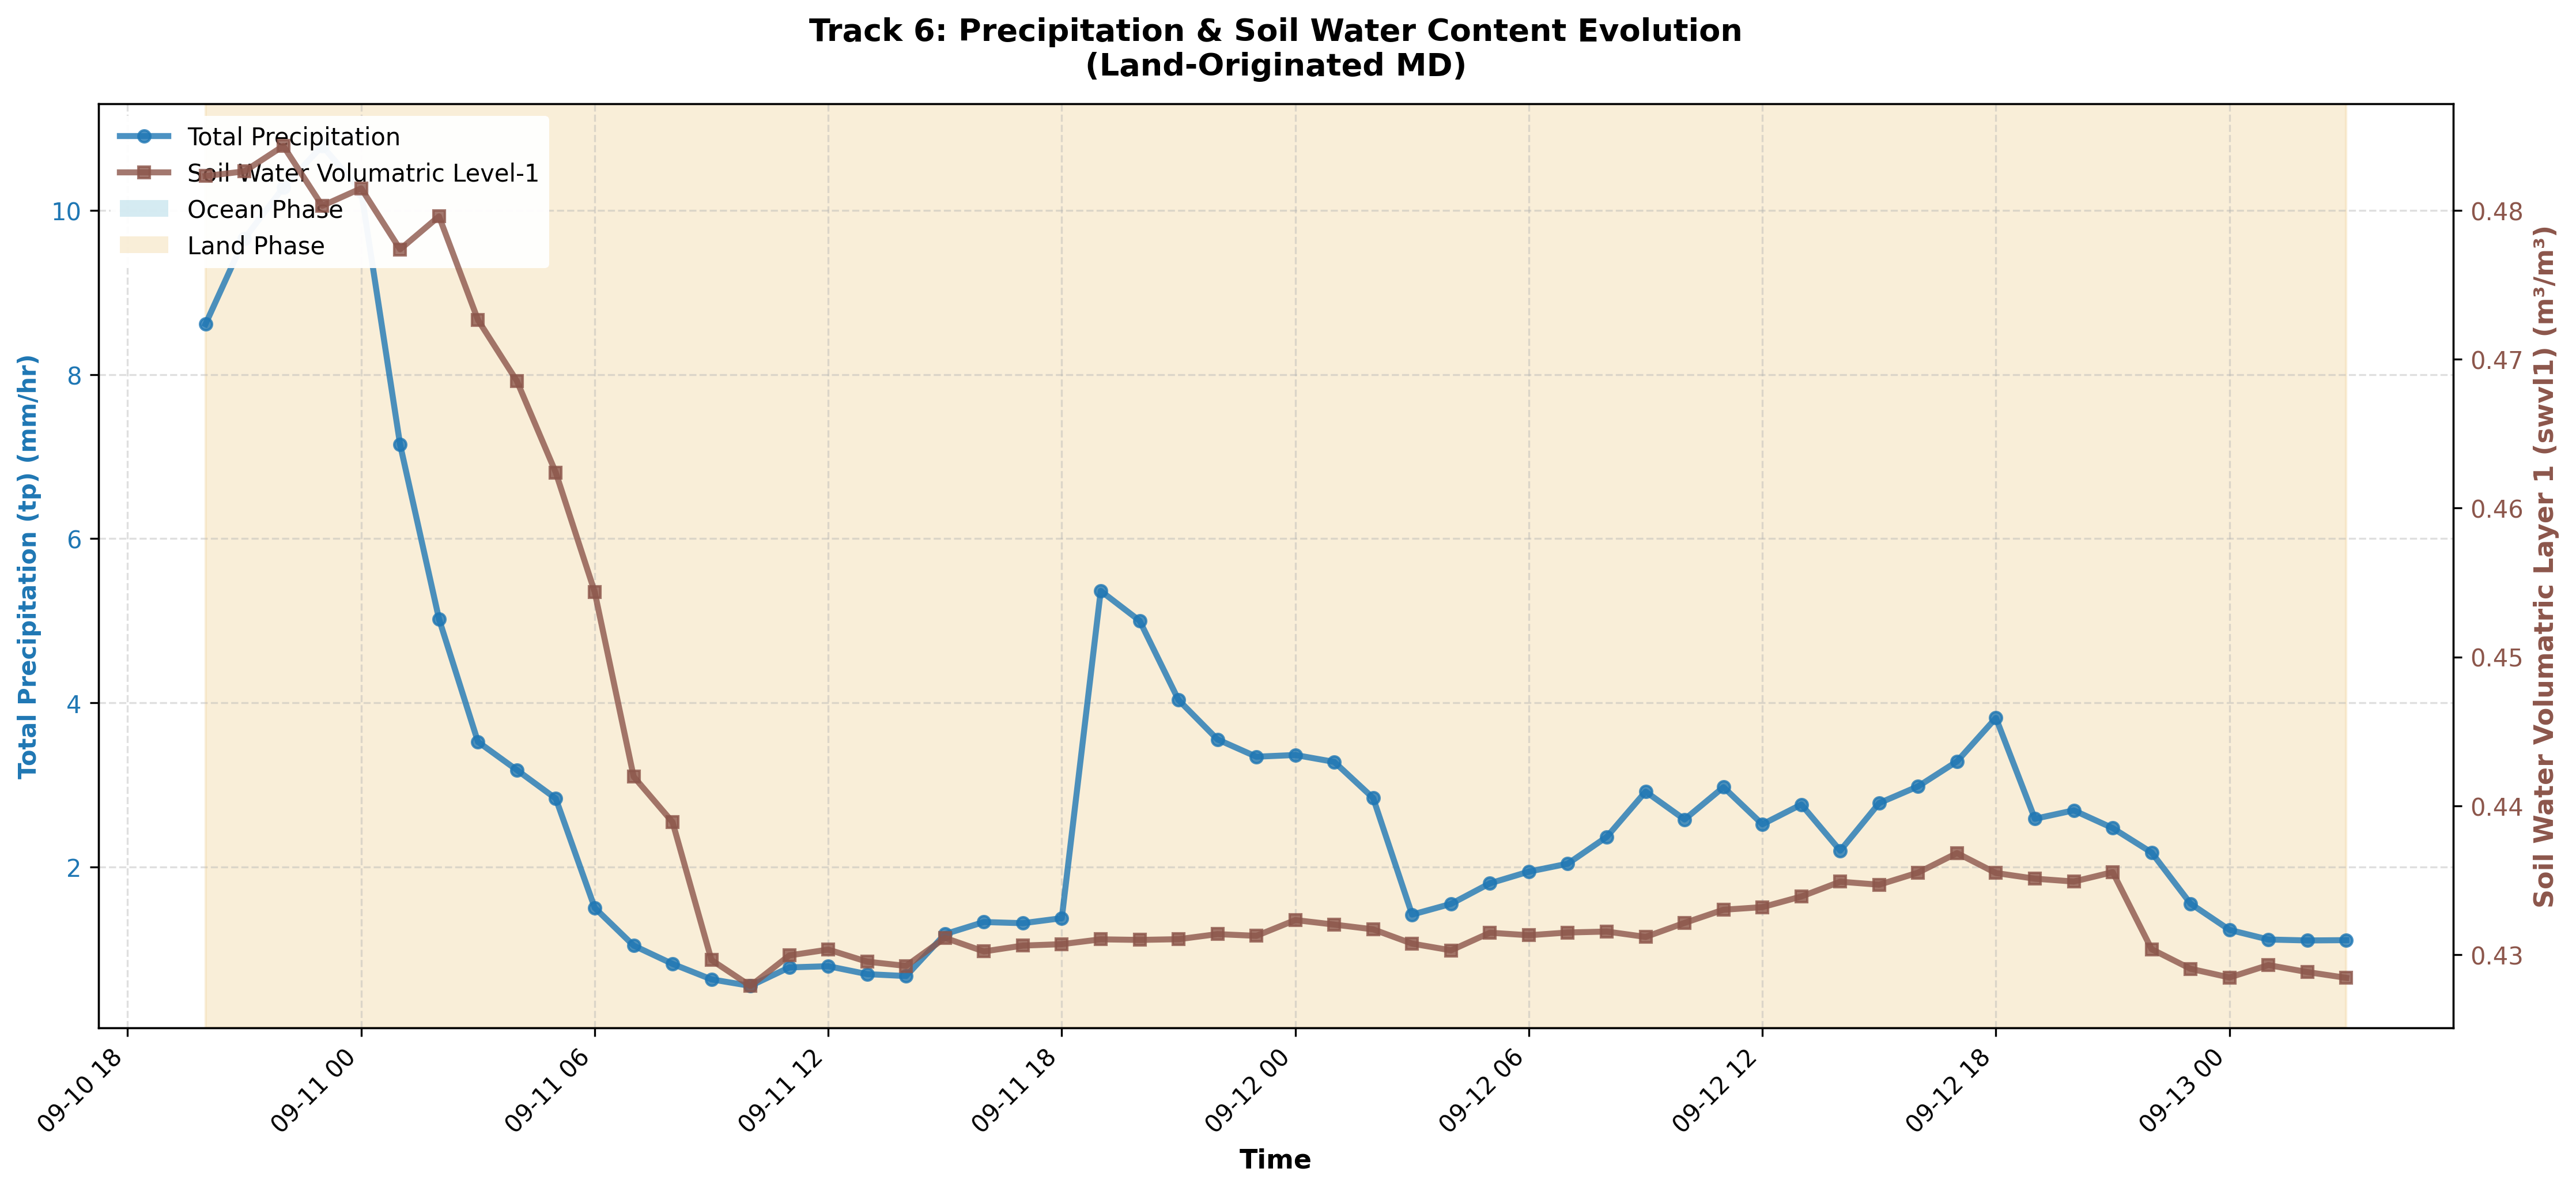 Track 6: Precipitation & Soil Water Content Evolution
(Land-Originated MD)
Total Precipitation
Soil Water Volumatric Level-1
Ocean Phase
Land Phase
Total Precipitation (tp) (mm/hr)
10
8
6
4
2
0.48
0.47
0.46
0.45
0.44
0.43
Soil Water Volumatric Layer 1 (swvl1) (m³/m³)
09-10 18
09-11 00
09-11 06
09-11 12
09-11 18
09-12 00
09-12 06
09-12 12
09-12 18
09-13 00
Time